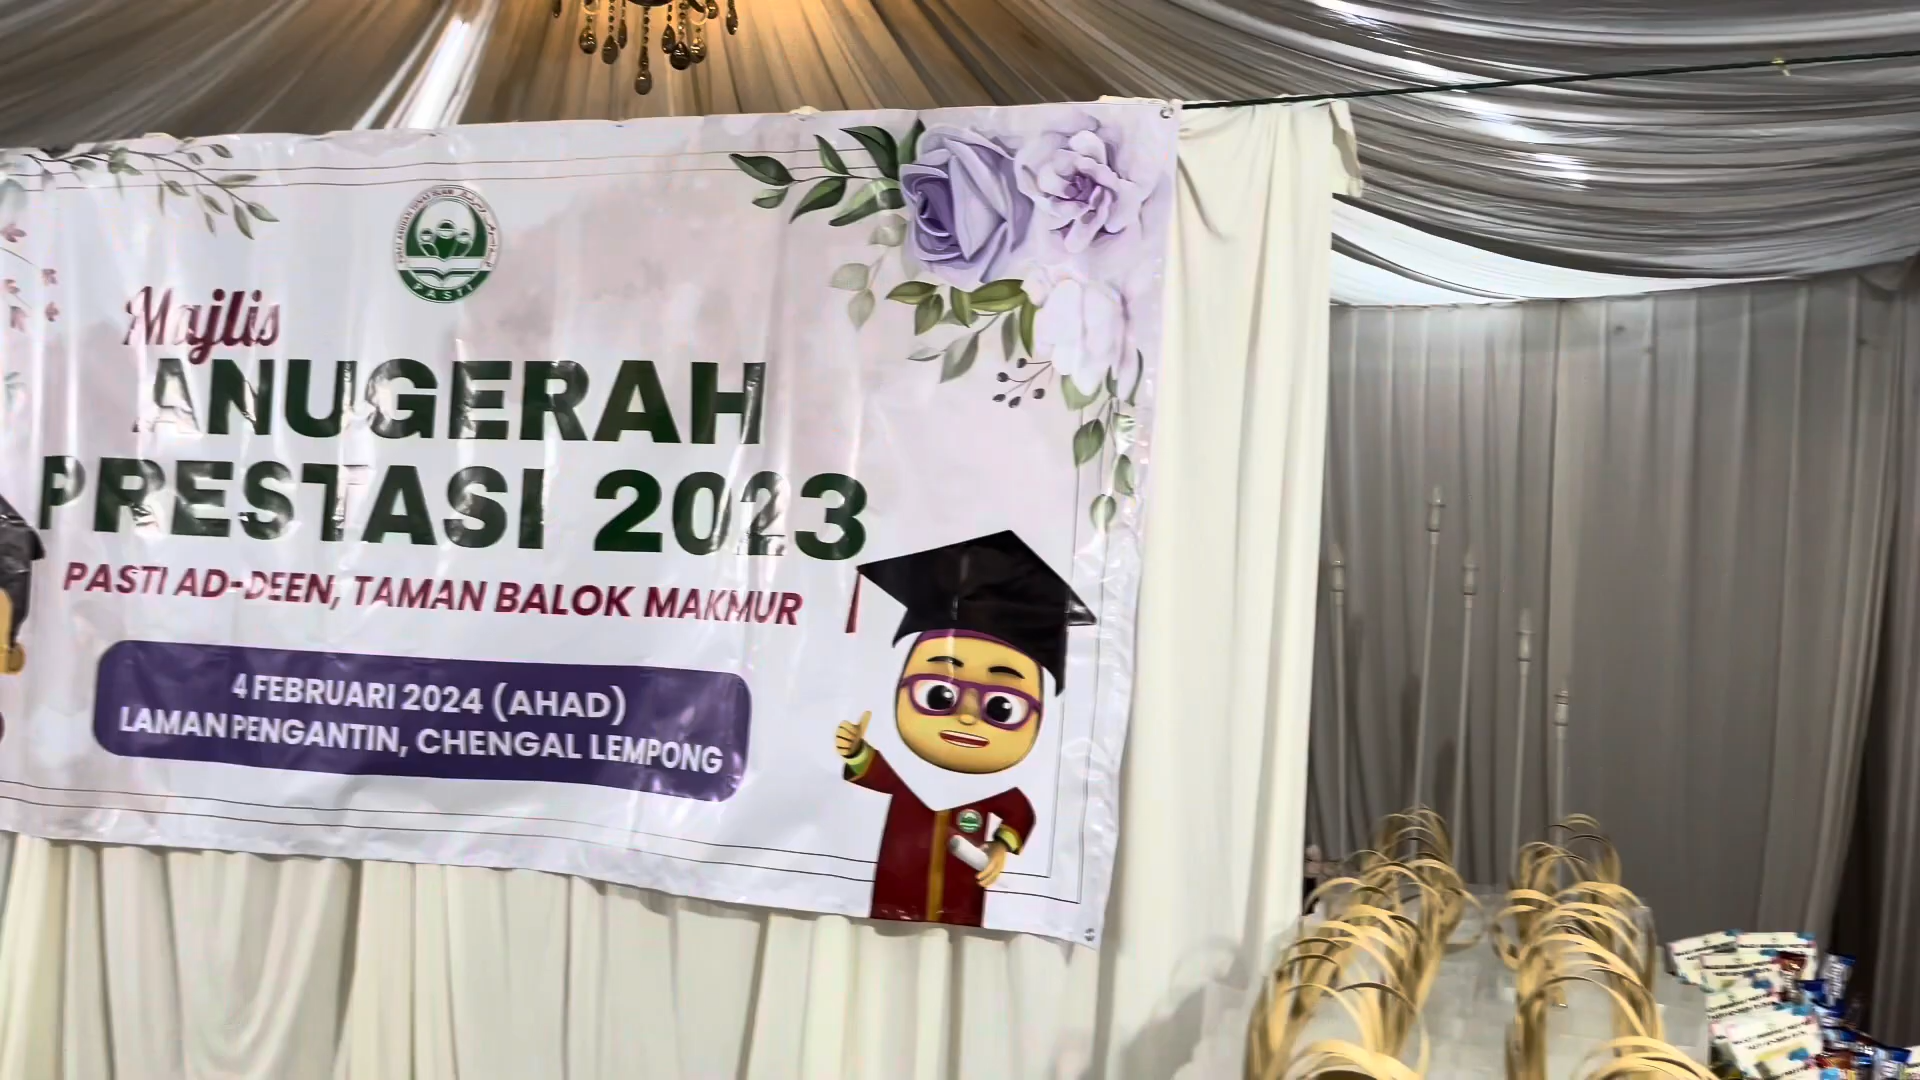 PASTI
Majlis
ANUGERAH
PRESTASI 2023
PASTI AD-DEEN, TAMAN BALOK MAKMUR
4 FEBRUARI 2024 (AHAD)
LAMAN PENGANTIN, CHENGAL LEMPONG